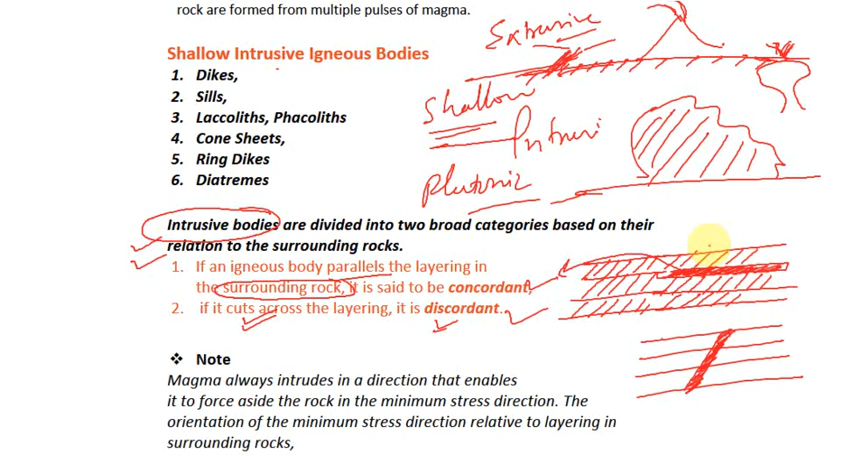 rock are formed from multiple pulses of magma.
Extrusive
Shallow Intrusive Igneous Bodies
1. Dikes,
2. Sills,
Shallow
3. Laccoliths, Phacoliths
Intrusi
4. Cone Sheets,
5. Ring Dikes
6. Diatremes
Plutonic
Intrusive bodies are divided into two broad categories based on their
relation to the surrounding rocks.
1. If an igneous body parallels the layering in
the surrounding rock, it is said to be concordant,
2. if it cuts across the layering, it is discordant.
❖ Note
Magma always intrudes in a direction that enables
it to force aside the rock in the minimum stress direction. The
orientation of the minimum stress direction relative to layering in
surrounding rocks,